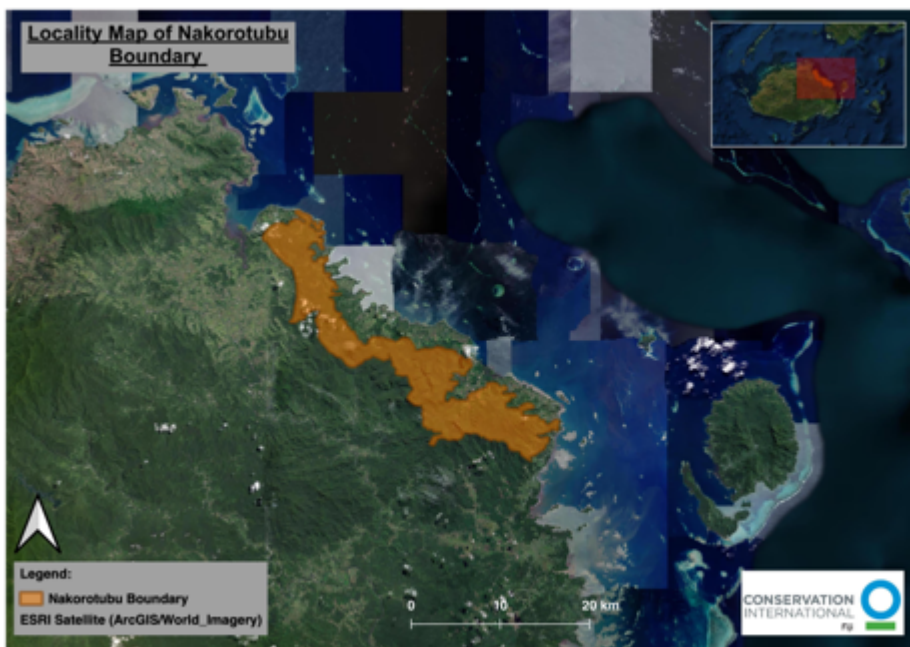 Locality Map of Nakorotubu
Boundary
Legend:
Nakorotubu Boundary
ESRI Satellite (ArcGIS/World_Imagery)
0 10 20 km
CONSERVATION
INTERNATIONAL
Fiji